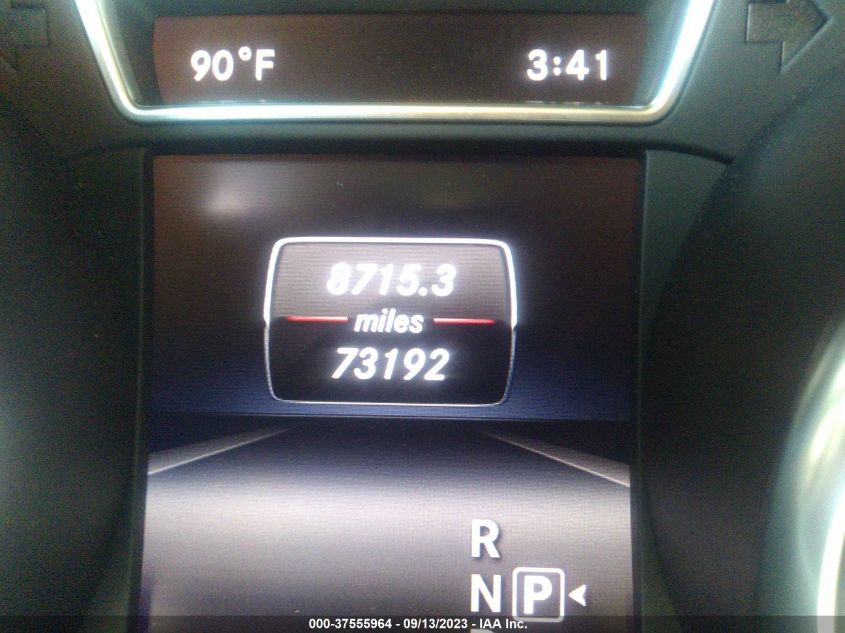 90°F 3:41
8715.3
miles
73192
R
N P
000-37555964 - 09/13/2023 - IAA Inc.